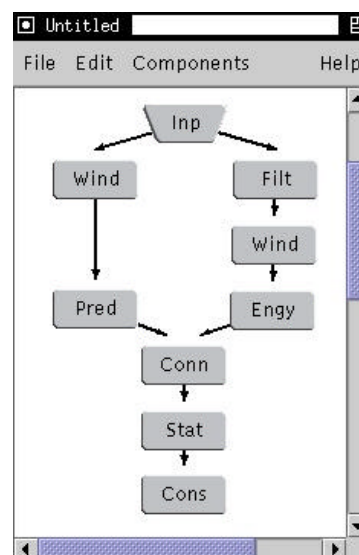 Untitled
File Edit Components Help
Inp
Wind Filt
Wind
Pred Engy
Conn
Stat
Cons